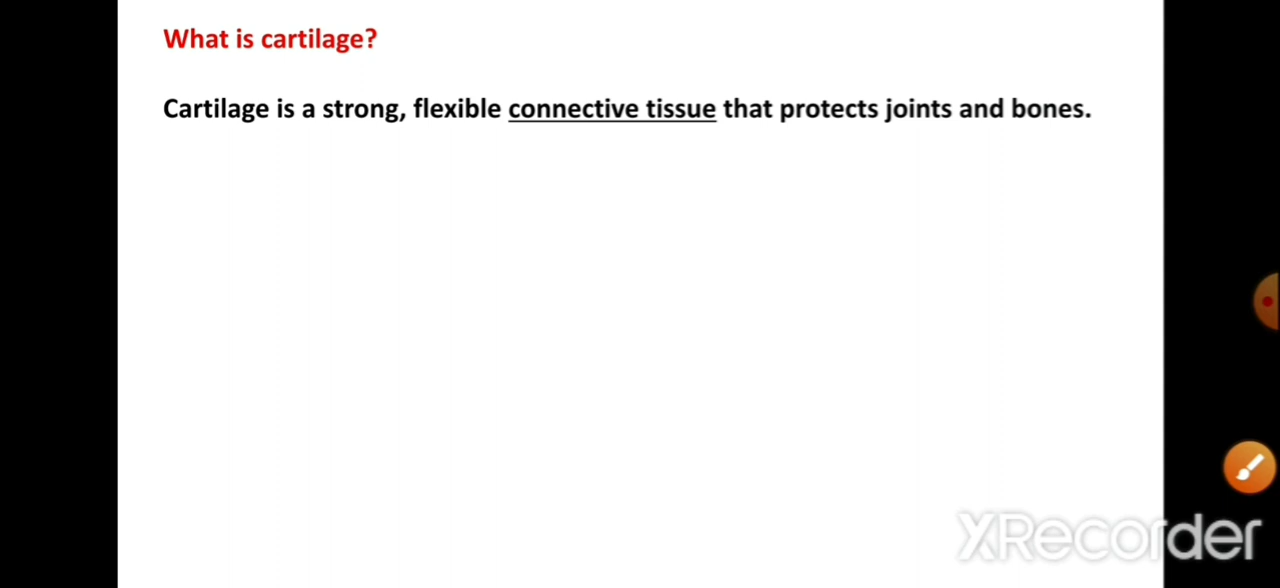 What is cartilage?
Cartilage is a strong, flexible connective tissue that protects joints and bones.
XRecorder